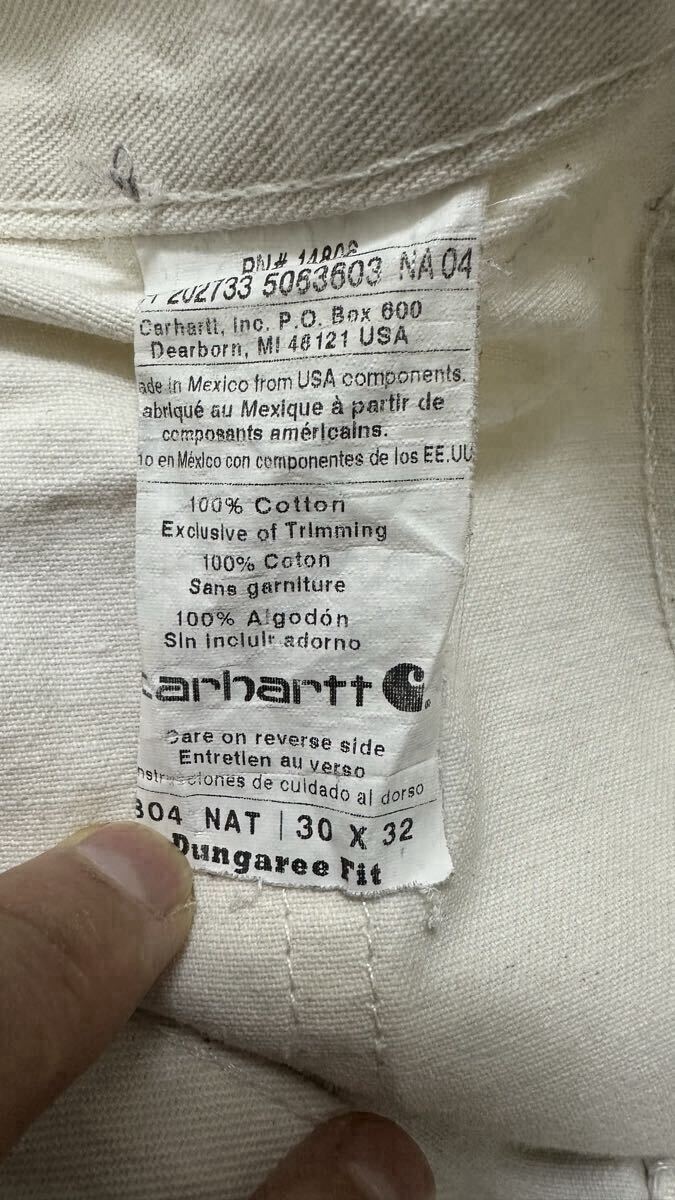 RN# 14806
202733 5063603 NA 04
Carhartt, Inc. P.O. Box 600
Dearborn, MI 48121 USA
ade in Mexico from USA components.
abriqué au Mexique à partir de
composants américains.
o en México con componentes de los EE.UU
100% Cotton
Exclusive of Trimming
100% Coton
Sans garniture
100% Algodón
Sin incluir adorno
carhartt
Care on reverse side
Entretien au verso
nstrucciones de cuidado al dorso
B04 NAT | 30 X 32
Dungaree Fit